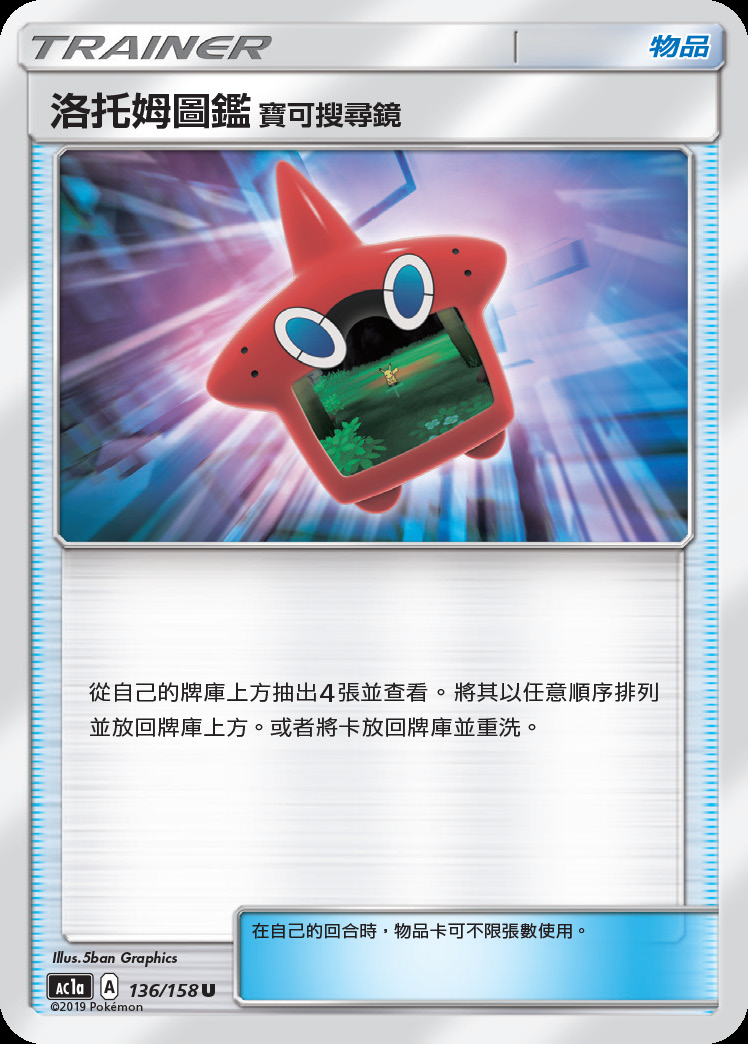 TRAINER
物品
洛托姆圖鑑 寶可搜尋鏡
從自己的牌庫上方抽出4張並查看。將其以任意順序排列
並放回牌庫上方。或者將卡放回牌庫並重洗。
在自己的回合時，物品卡可不限張數使用。
Illus.5ban Graphics
AC1a A 136/158 U
©2019 Pokémon